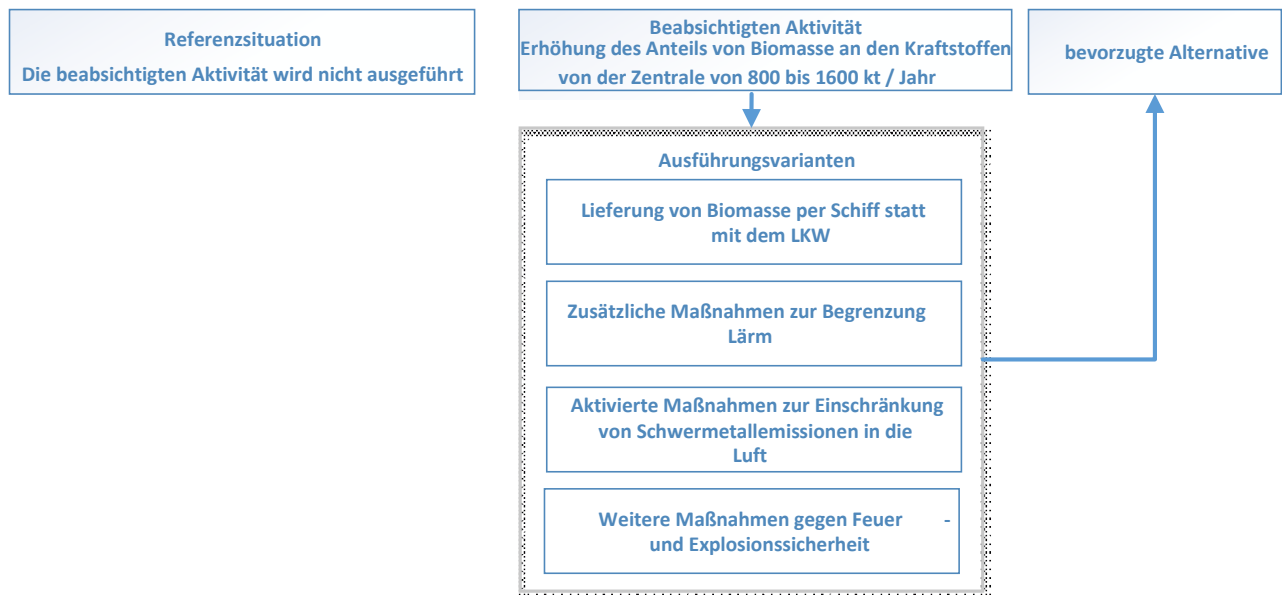 Referenzsituation
Die beabsichtigten Aktivität wird nicht ausgeführt
Beabsichtigten Aktivität
Erhöhung des Anteils von Biomasse an den Kraftstoffen
von der Zentrale von 800 bis 1600 kt / Jahr
bevorzugte Alternative
Ausführungsvarianten
Lieferung von Biomasse per Schiff statt
mit dem LKW
Zusätzliche Maßnahmen zur Begrenzung
Lärm
Aktivierte Maßnahmen zur Einschränkung
von Schwermetallemissionen in die
Luft
Weitere Maßnahmen gegen Feuer -
und Explosionssicherheit